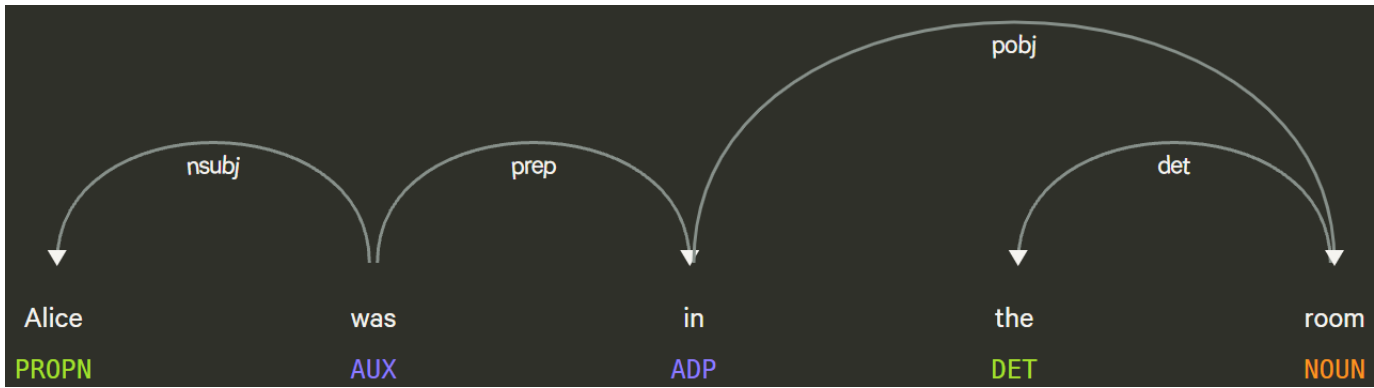 pobj
nsubj prep det
Alice was in the room
PROPN AUX ADP DET NOUN